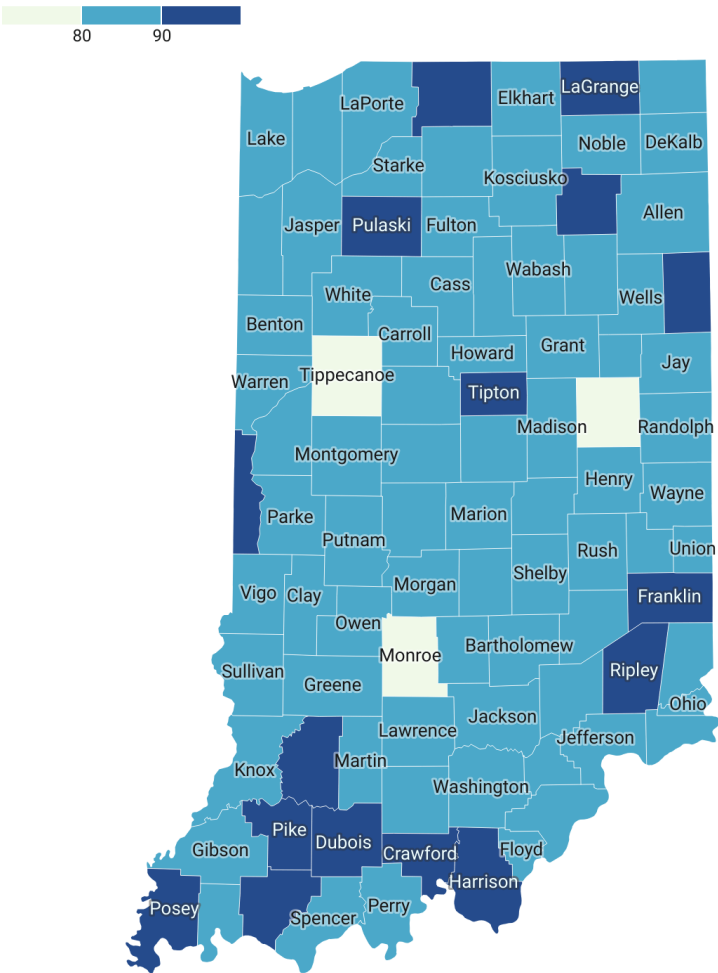 80 90
LaGrange
LaPorte Elkhart
Lake Noble DeKalb
Starke
Kosciusko
Allen
Jasper Pulaski Fulton
Wabash
Cass
White Wells
Benton
Carroll
Howard Grant
Jay
Tippecanoe
Warren
Tipton
Madison Randolph
Montgomery
Henry
Wayne
Parke Marion
Putnam
Rush Union
Shelby
Morgan
Vigo Clay Franklin
Owen
Bartholomew
Monroe
Sullivan Ripley
Greene
Ohio
Jackson
Lawrence
Jefferson
Martin
Knox
Washington
Pike
Dubois
Gibson Crawford Floyd
Harrison
Posey Perry
Spencer